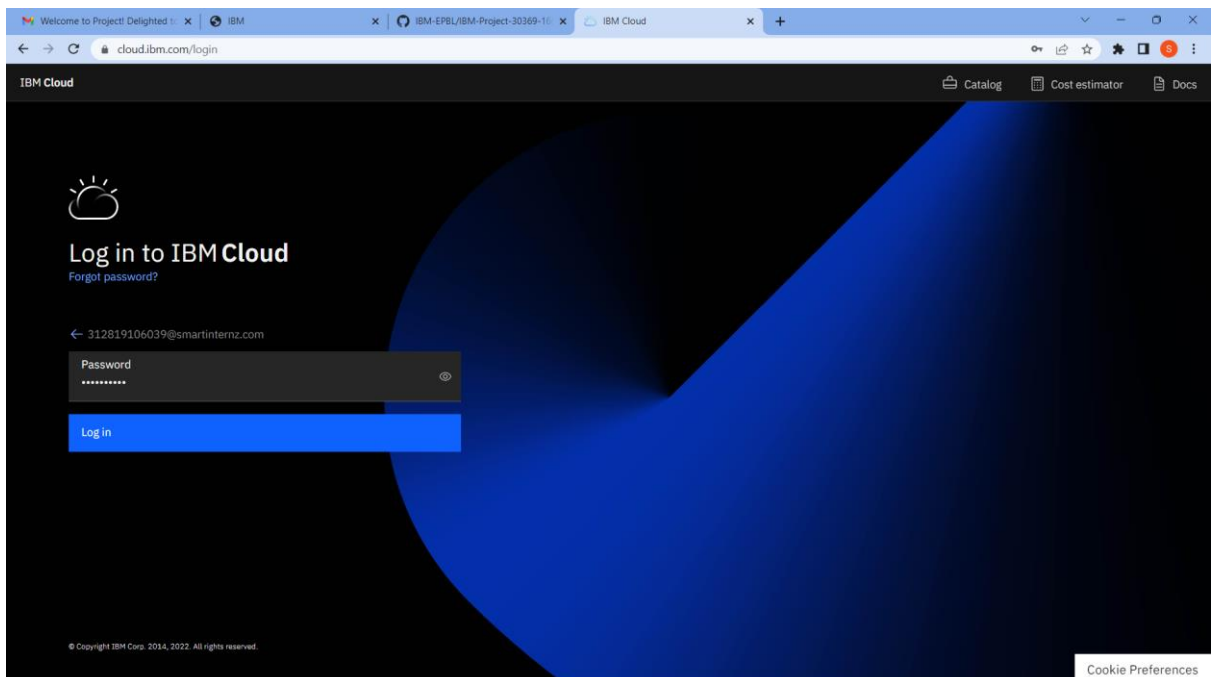 Welcome to Project! Delighted t
IBM
IBM-EPBL/IBM-Project-30369-16
IBM Cloud
cloud.ibm.com/login
S
IBM Cloud
Catalog
Cost estimator
Docs
Log in to IBM Cloud
Forgot password?
← 312819106039@smartinternz.com
Password
••••••••••
Log in
© Copyright IBM Corp. 2014, 2022. All rights reserved.
Cookie Preferences